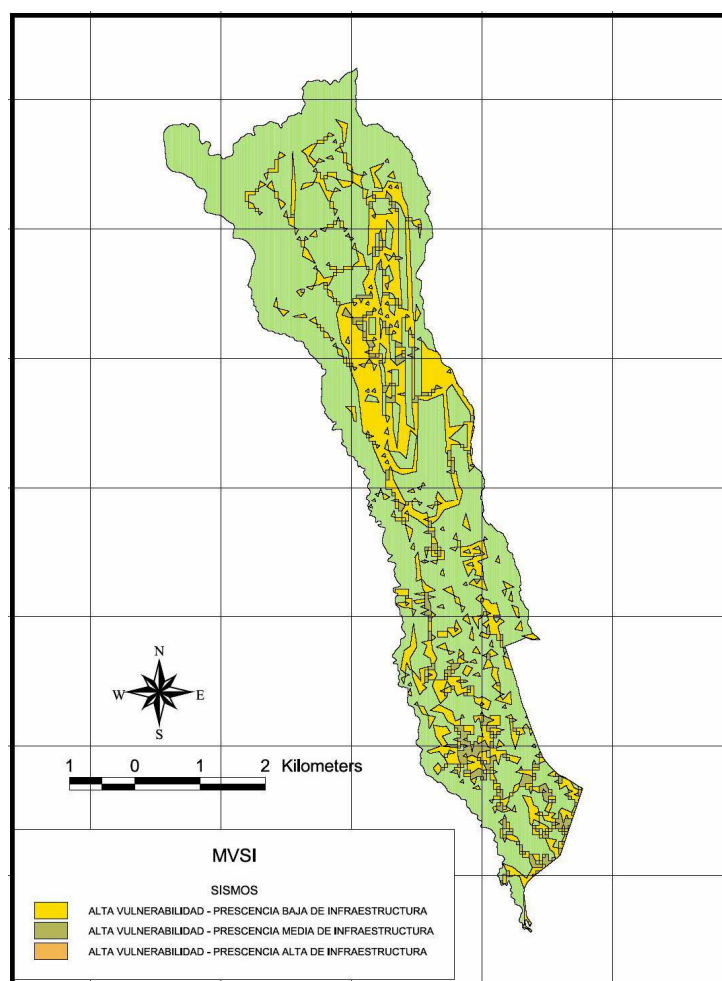 N
W E
S
1 0 1 2 Kilometers
MVSI
SISMOS
ALTA VULNERABILIDAD - PRESCENCIA BAJA DE INFRAESTRUCTURA
ALTA VULNERABILIDAD - PRESCENCIA MEDIA DE INFRAESTRUCTURA
ALTA VULNERABILIDAD - PRESCENCIA ALTA DE INFRAESTRUCTURA